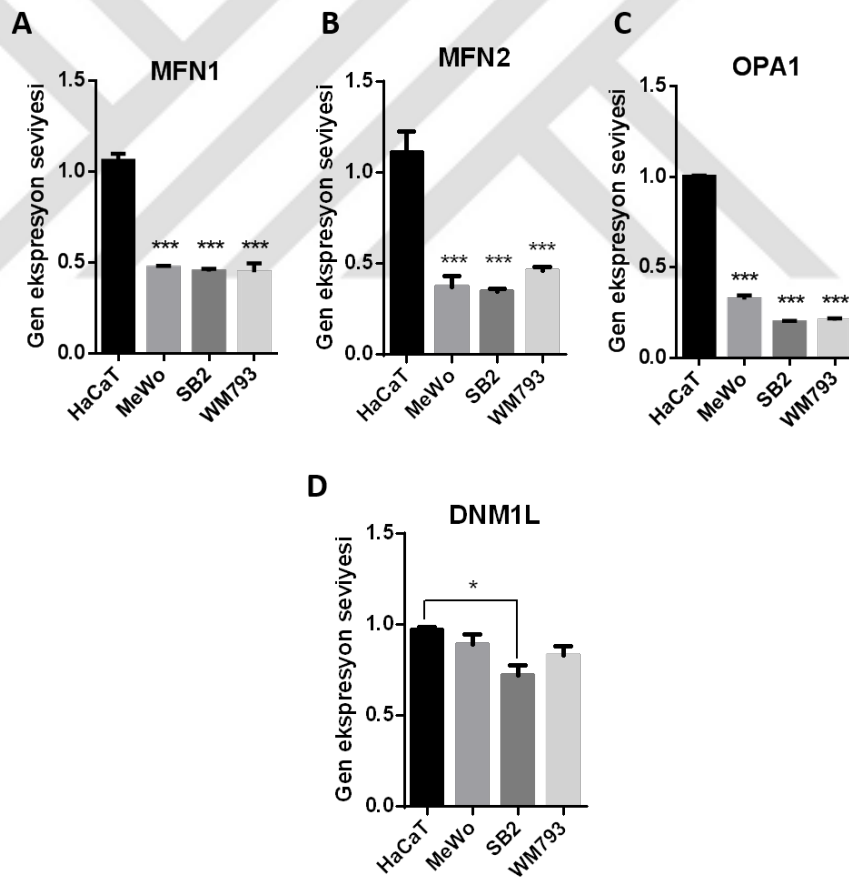 A
MFN1
Gen ekspresyon seviyesi
1.5
1.0
0.5
0.0
***
***
***
HaCaT
MeWo
SB2
WM793
B
MFN2
Gen ekspresyon seviyesi
1.5
1.0
0.5
0.0
***
***
***
HaCaT
MeWo
SB2
WM793
C
OPA1
Gen ekspresyon seviyesi
1.5
1.0
0.5
0.0
***
***
***
HaCaT
MeWo
SB2
WM793
D
DNM1L
Gen ekspresyon seviyesi
1.5
1.0
0.5
0.0
*
HaCaT
MeWo
SB2
WM793